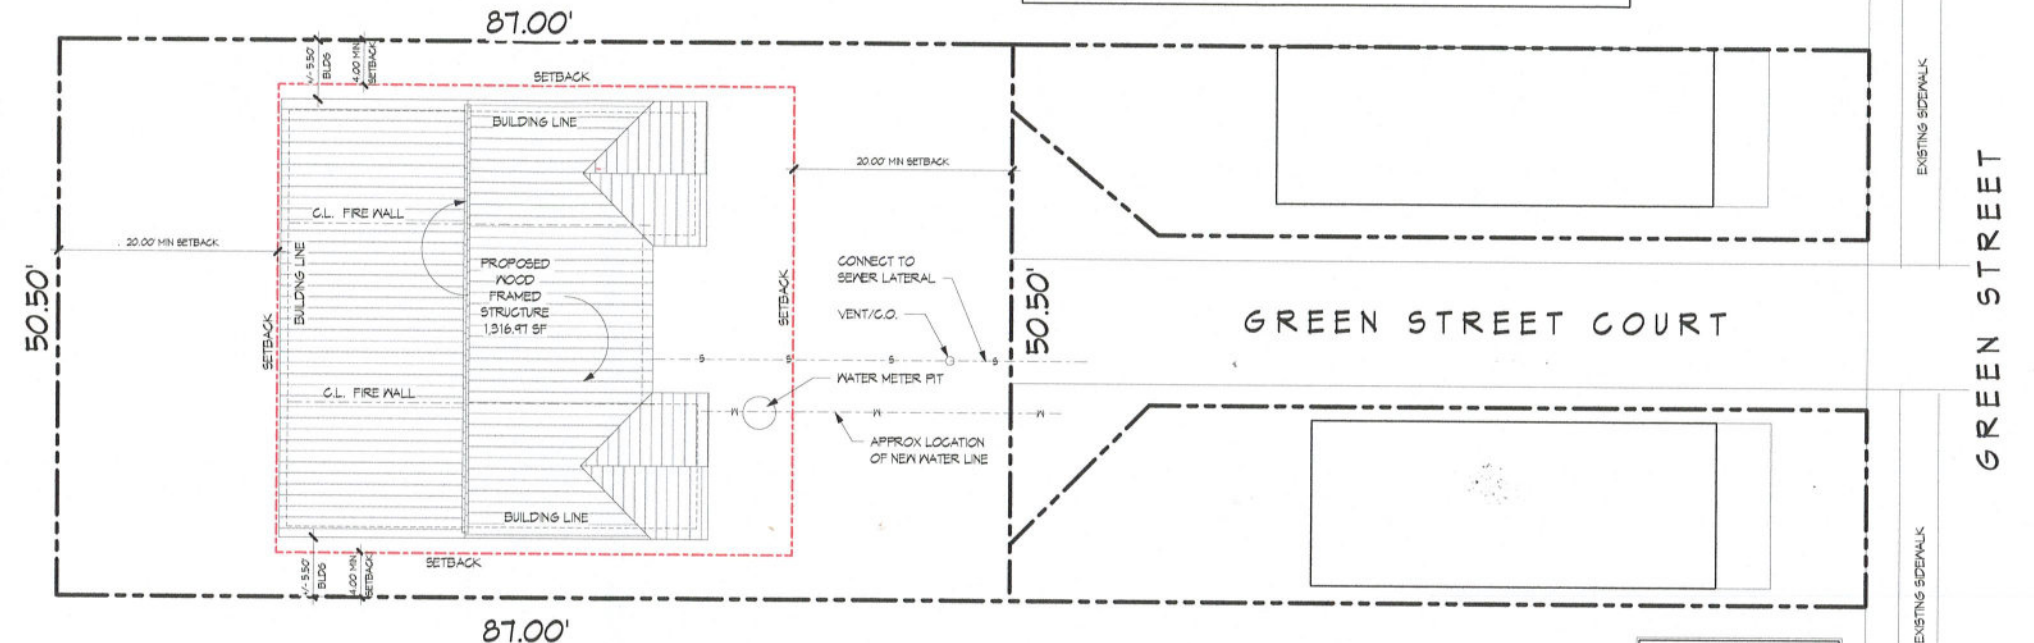 87.00'
+/- 5.50'
BLDG
4.00 MIN
SETBACK
SETBACK
BUILDING LINE
20.00' MIN SETBACK
EXISTING SIDEWALK
C.L. FIRE WALL
20.00' MIN SETBACK
BUILDING LINE
PROPOSED
WOOD
FRAMED
STRUCTURE
1,316.97 SF
SETBACK
CONNECT TO
SEWER LATERAL
VENT/C.O.
50.50'
50.50'
GREEN STREET COURT
GREEN STREET
SETBACK
S S S S
WATER METER PIT
C.L. FIRE WALL
W W W
APPROX LOCATION
OF NEW WATER LINE
BUILDING LINE
SETBACK
+/- 5.50'
BLDG
4.00 MIN
SETBACK
EXISTING SIDEWALK
87.00'